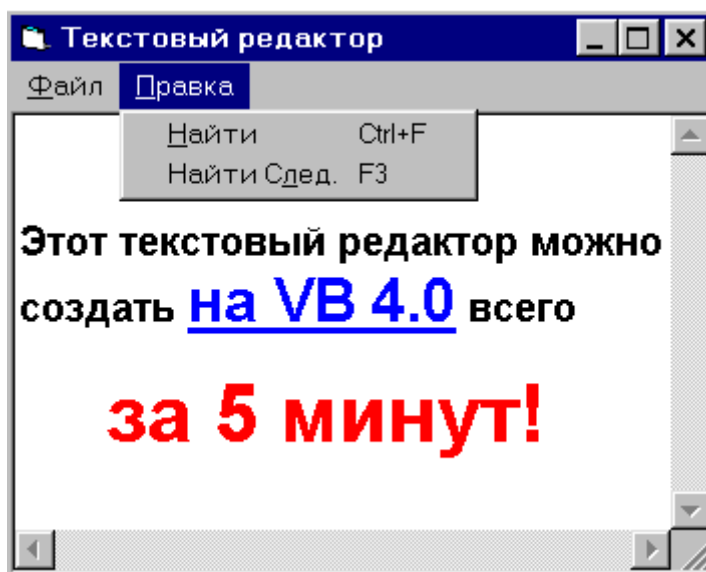 Текстовый редактор
Файл Правка
Найти Ctrl+F
Найти След. F3
Этот текстовый редактор можно
создать на VB 4.0 всего
за 5 минут!